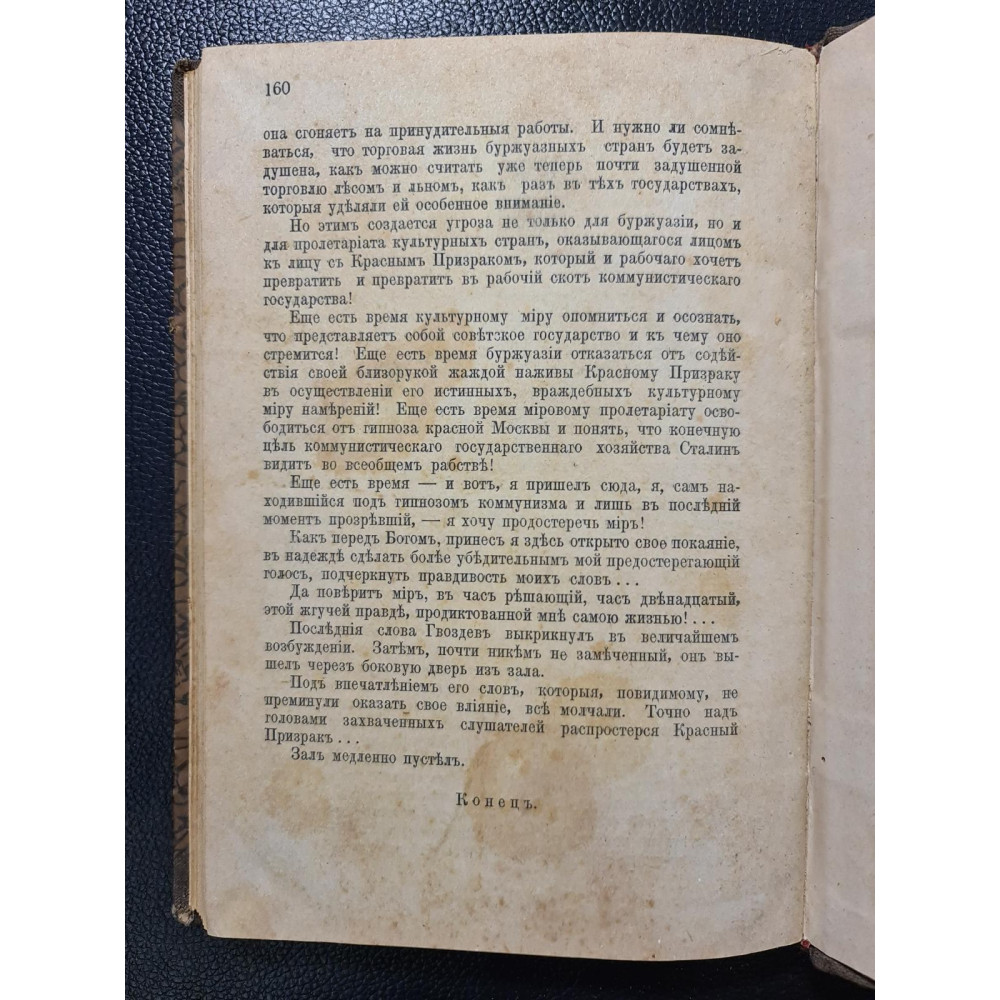 160
она сгоняетъ на принудительныя работы. И нужно ли сомнѣ-
ваться, что торговая жизнь буржуазныхъ стран будетъ за-
душена, какъ можно считать уже теперь почти задушенной
торговлю лѣсом и льном, какъ разъ въ тѣхъ государствахъ,
которыя удѣляли ей особенное вниманіе.
Но этимъ создается угроза не только для буржуазіи, но и
для пролетаріата культурныхъ стран, оказывающагося лицомъ
къ лицу съ Краснымъ Призракомъ, который и рабочаго хочетъ
превратить и превратитъ въ рабочій скотъ коммунистическаго
государства!
Еще есть время культурному міру опомниться и осознать,
что представляетъ собой совѣтское государство и къ чему оно
стремится! Еще есть время буржуазіи отказаться отъ содѣй-
ствія своей близорукой жаждой наживы Красному Призраку
въ осуществленіи его истинныхъ, враждебныхъ культурному
міру намѣреній! Еще есть время міровому пролетаріату осво-
бодиться отъ гипноза красной Москвы и понять, что конечную
цѣль коммунистическаго государственнаго хозяйства Сталинъ
видитъ во всеобщемъ рабствѣ!
Еще есть время — и вотъ, я пришелъ сюда, я, самъ на-
ходившійся подъ гипнозомъ коммунизма и лишь въ послѣдній
моментъ прозрѣвшій, — я хочу предостеречь міръ!
Какъ передъ Богомъ, принесъ я здѣсь открыто свое покаяніе,
въ надеждѣ сдѣлать болѣе убѣдительнымъ мой предостерегающій
голосъ, подчеркнуть правдивость моихъ словъ . . .
Да повѣритъ міръ, въ часъ рѣшающій, часъ двѣнадцатый,
этой жгучей правдѣ, продиктованной мнѣ самою жизнью! . . .
Послѣднія слова Гвоздевъ выкрикнулъ въ величайшемъ
возбужденіи. Затѣмъ, почти никѣмъ не замѣченный, онъ вы-
шелъ черезъ боковую дверь изъ зала.
Подъ впечатлѣніемъ его словъ, которыя, повидимому, не
преминули оказать свое вліяніе, всѣ молчали. Точно надъ
головами захваченныхъ слушателей распростерся Красный
Призракъ . . .
Залъ медленно пустѣлъ.
Конецъ.